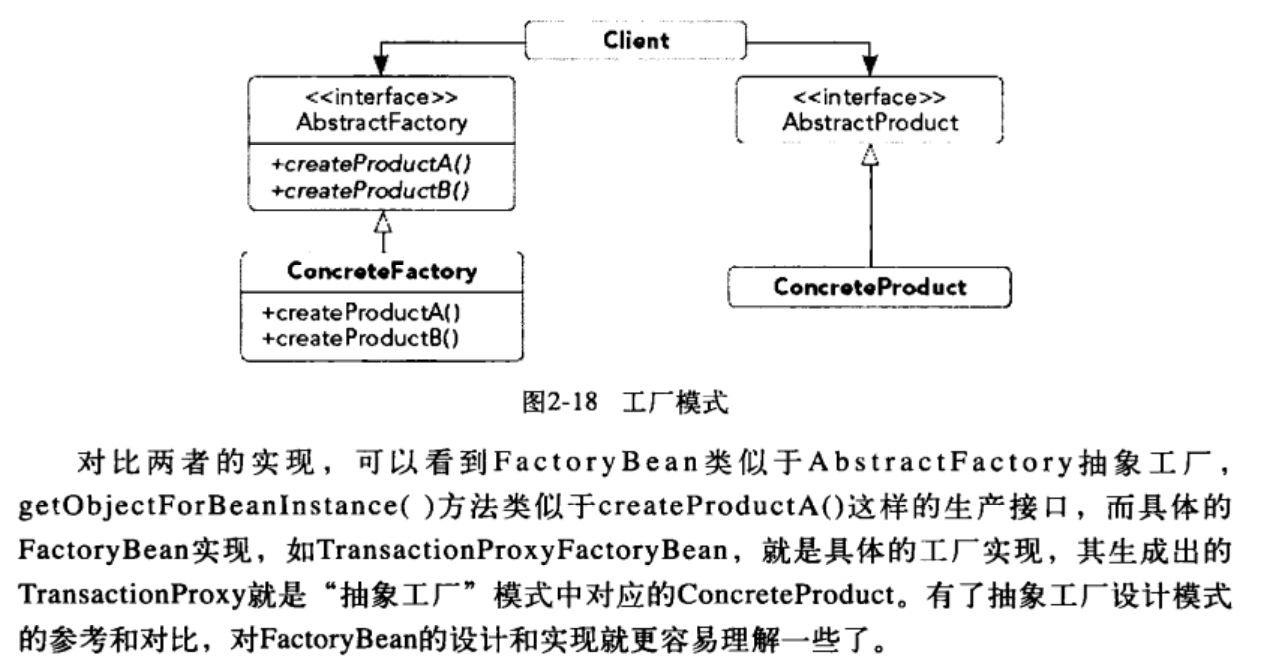 Client
<<interface>>
AbstractFactory
+createProductA()
+createProductB()
<<interface>>
AbstractProduct
ConcreteFactory
+createProductA()
+createProductB()
ConcreteProduct
图2-18 工厂模式
对比两者的实现，可以看到FactoryBean类似于AbstractFactory抽象工厂，
getObjectForBeanInstance( )方法类似于createProductA()这样的生产接口，而具体的
FactoryBean实现，如TransactionProxyFactoryBean，就是具体的工厂实现，其生成出的
TransactionProxy就是“抽象工厂”模式中对应的ConcreteProduct。有了抽象工厂设计模式
的参考和对比，对FactoryBean的设计和实现就更容易理解一些了。